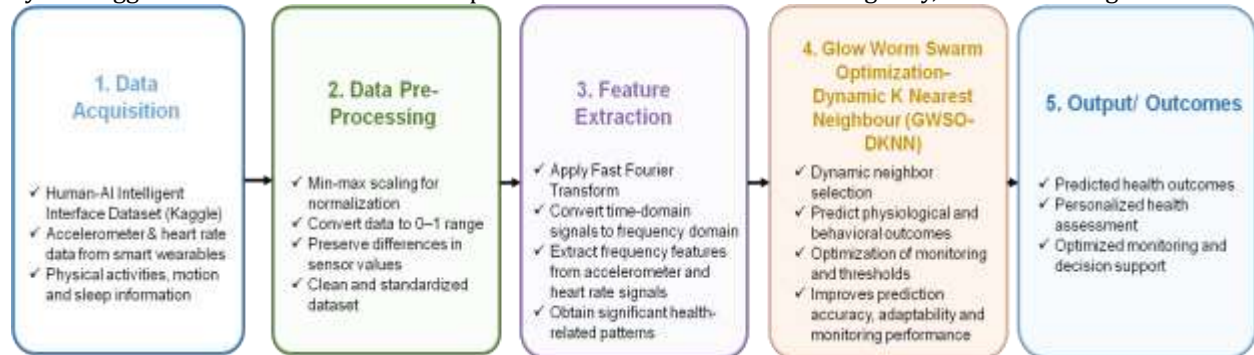 1. Data
Acquisition
✓ Human-AI Intelligent
Interface Dataset (Kaggle)
✓ Accelerometer & heart rate
data from smart wearables
✓ Physical activities, motion
and sleep information
2. Data Pre-
Processing
✓ Min-max scaling for
normalization
✓ Convert data to 0–1 range
✓ Preserve differences in
sensor values
✓ Clean and standardized
dataset
3. Feature
Extraction
✓ Apply Fast Fourier
Transform
✓ Convert time-domain
signals to frequency domain
✓ Extract frequency features
from accelerometer and
heart rate signals
✓ Obtain significant health-
related patterns
4. Glow Worm Swarm
Optimization-
Dynamic K Nearest
Neighbour (GWSO-
DKNN)
✓ Dynamic neighbor
selection
✓ Predict physiological and
behavioral outcomes
✓ Optimization of monitoring
and thresholds
✓ Improves prediction
accuracy, adaptability and
monitoring performance
5. Output/ Outcomes
✓ Predicted health outcomes
✓ Personalized health
assessment
✓ Optimized monitoring and
decision support